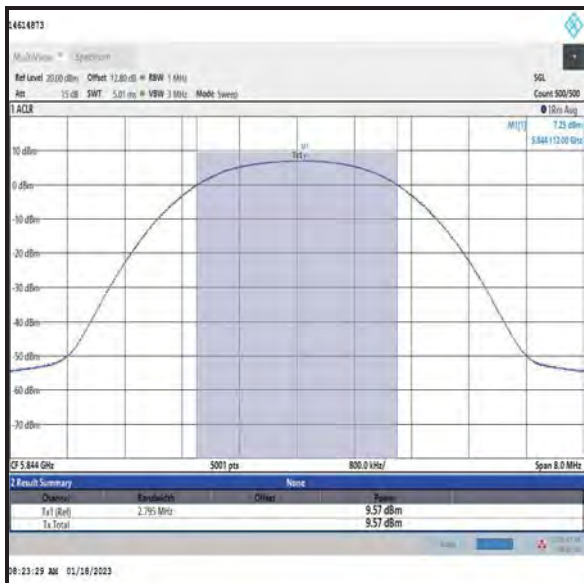 14614873
MultiView Spectrum
Ref Level 20.00 dBm Offset 12.80 dB RBW 1 MHz SGL
Att 15 dB SWT 5.01 ms VBW 3 MHz Mode Sweep Count 500/500
1 ACLR 1Rm Avg
M1[1] 7.25 dBm
10 dBm
Tx1
0 dBm
-10 dBm
-20 dBm
-30 dBm
-40 dBm
-50 dBm
-60 dBm
-70 dBm
CF 5.844 GHz 5001 pts 800.0 kHz/ Span 8.0 MHz
2 Result Summary None
Channel Bandwidth Offset Power
Tx1 (Ref) 2.795 MHz 9.57 dBm
Tx Total 9.57 dBm
08:23:29 AM 01/18/2023